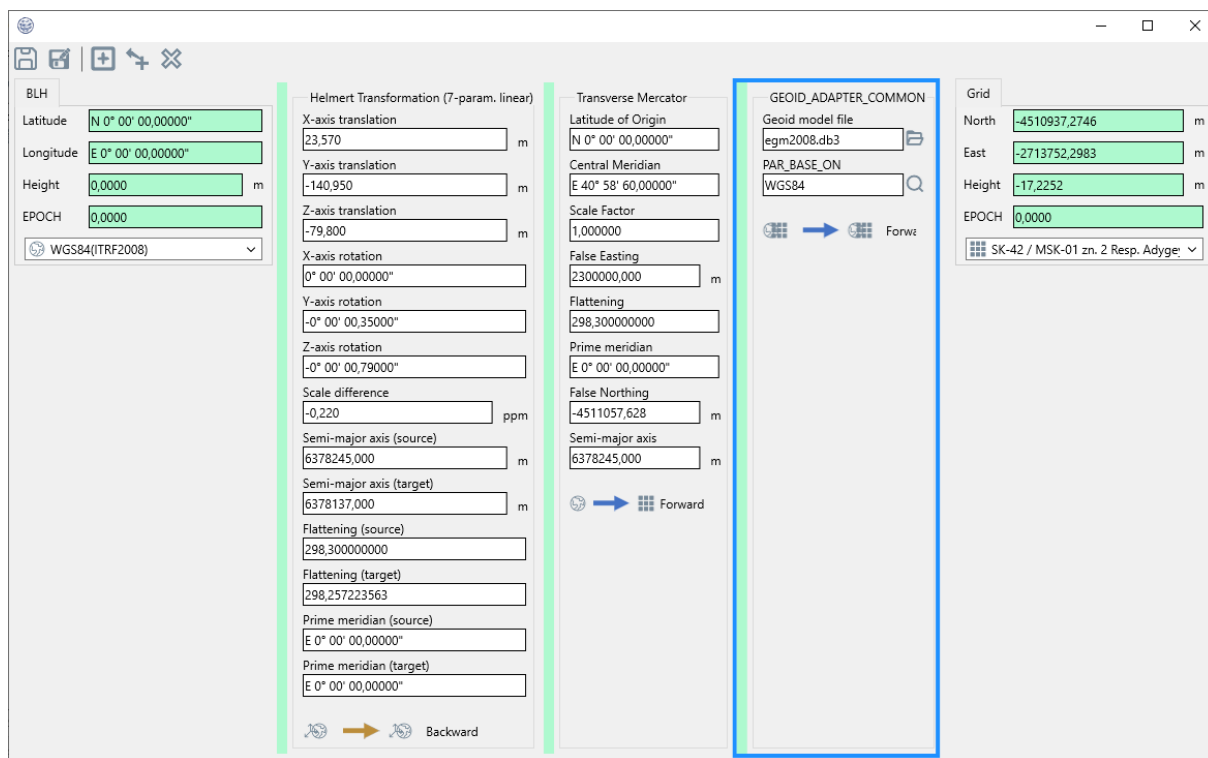 BLH
Latitude N 0° 00' 00,00000"
Longitude E 0° 00' 00,00000"
Height 0,0000 m
EPOCH 0,0000
WGS84(ITRF2008)
Helmert Transformation (7-param. linear)
X-axis translation
23,570 m
Y-axis translation
-140,950 m
Z-axis translation
-79,800 m
X-axis rotation
0° 00' 00,00000"
Y-axis rotation
-0° 00' 00,35000"
Z-axis rotation
-0° 00' 00,79000"
Scale difference
-0,220 ppm
Semi-major axis (source)
6378245,000 m
Semi-major axis (target)
6378137,000 m
Flattening (source)
298,300000000
Flattening (target)
298,257223563
Prime meridian (source)
E 0° 00' 00,00000"
Prime meridian (target)
E 0° 00' 00,00000"
Backward
Transverse Mercator
Latitude of Origin
N 0° 00' 00,00000"
Central Meridian
E 40° 58' 60,00000"
Scale Factor
1,000000
False Easting
2300000,000 m
Flattening
298,300000000
Prime meridian
E 0° 00' 00,00000"
False Northing
-4511057,628 m
Semi-major axis
6378245,000 m
Forward
GEOID_ADAPTER_COMMON
Geoid model file
egm2008.db3
PAR_BASE_ON
WGS84
Forwa
Grid
North -4510937,2746 m
East -2713752,2983 m
Height -17,2252 m
EPOCH 0,0000
SK-42 / MSK-01 zn. 2 Resp. Adygey